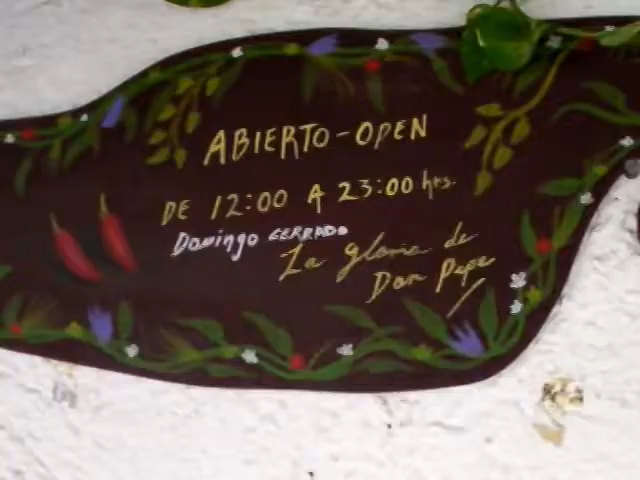 ABIERTO-OPEN
DE 12:00 A 23:00 hrs.
Domingo CERRADO
La gloria de
Don Pepe